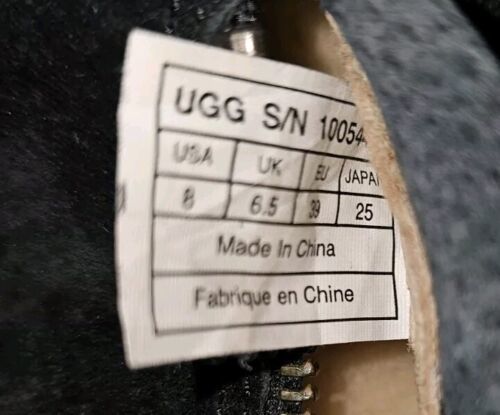 UGG S/N 10054
USA UK EU JAPAN
8 6.5 39 25
Made In China
Fabrique en Chine